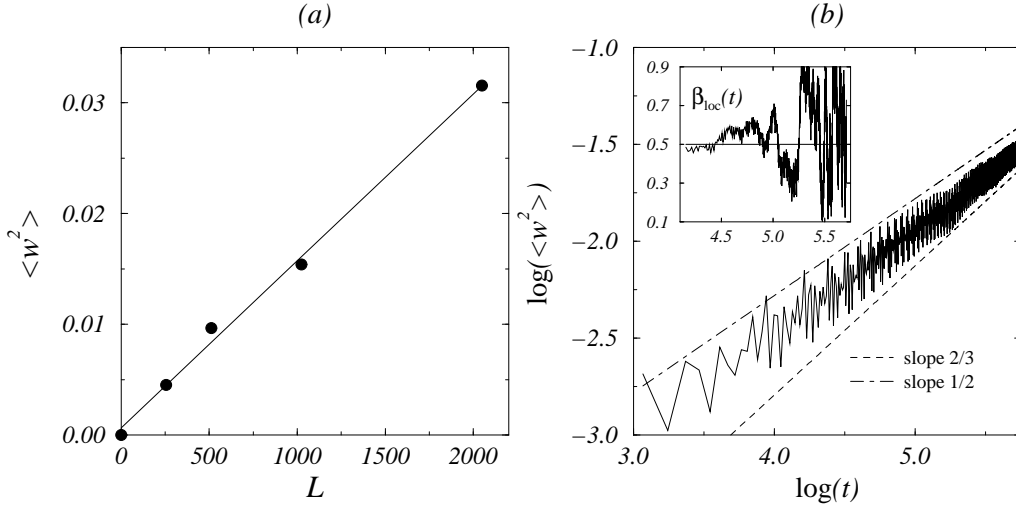 (a)
<w²>
0.03
0.02
0.01
0.00
0
500
1000
1500
2000
L
(b)
log(<w²>)
−1.0
−1.5
−2.0
−2.5
−3.0
3.0
4.0
5.0
log(t)
β_loc(t)
0.9
0.7
0.5
0.3
0.1
4.5
5.0
5.5
slope 2/3
slope 1/2